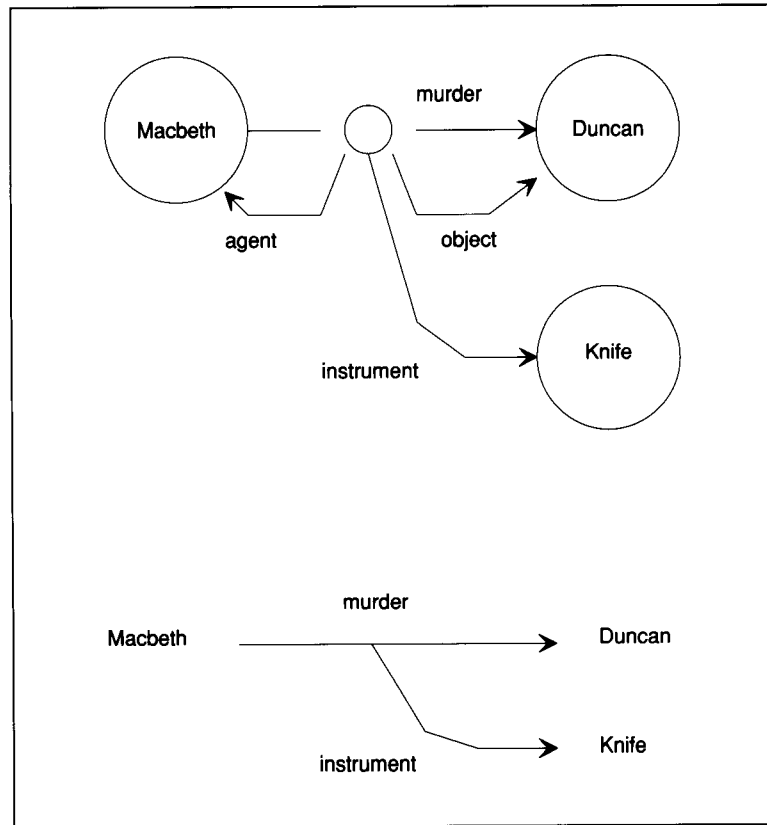 murder
Macbeth
Duncan
agent
object
Knife
instrument
murder
Macbeth
Duncan
Knife
instrument